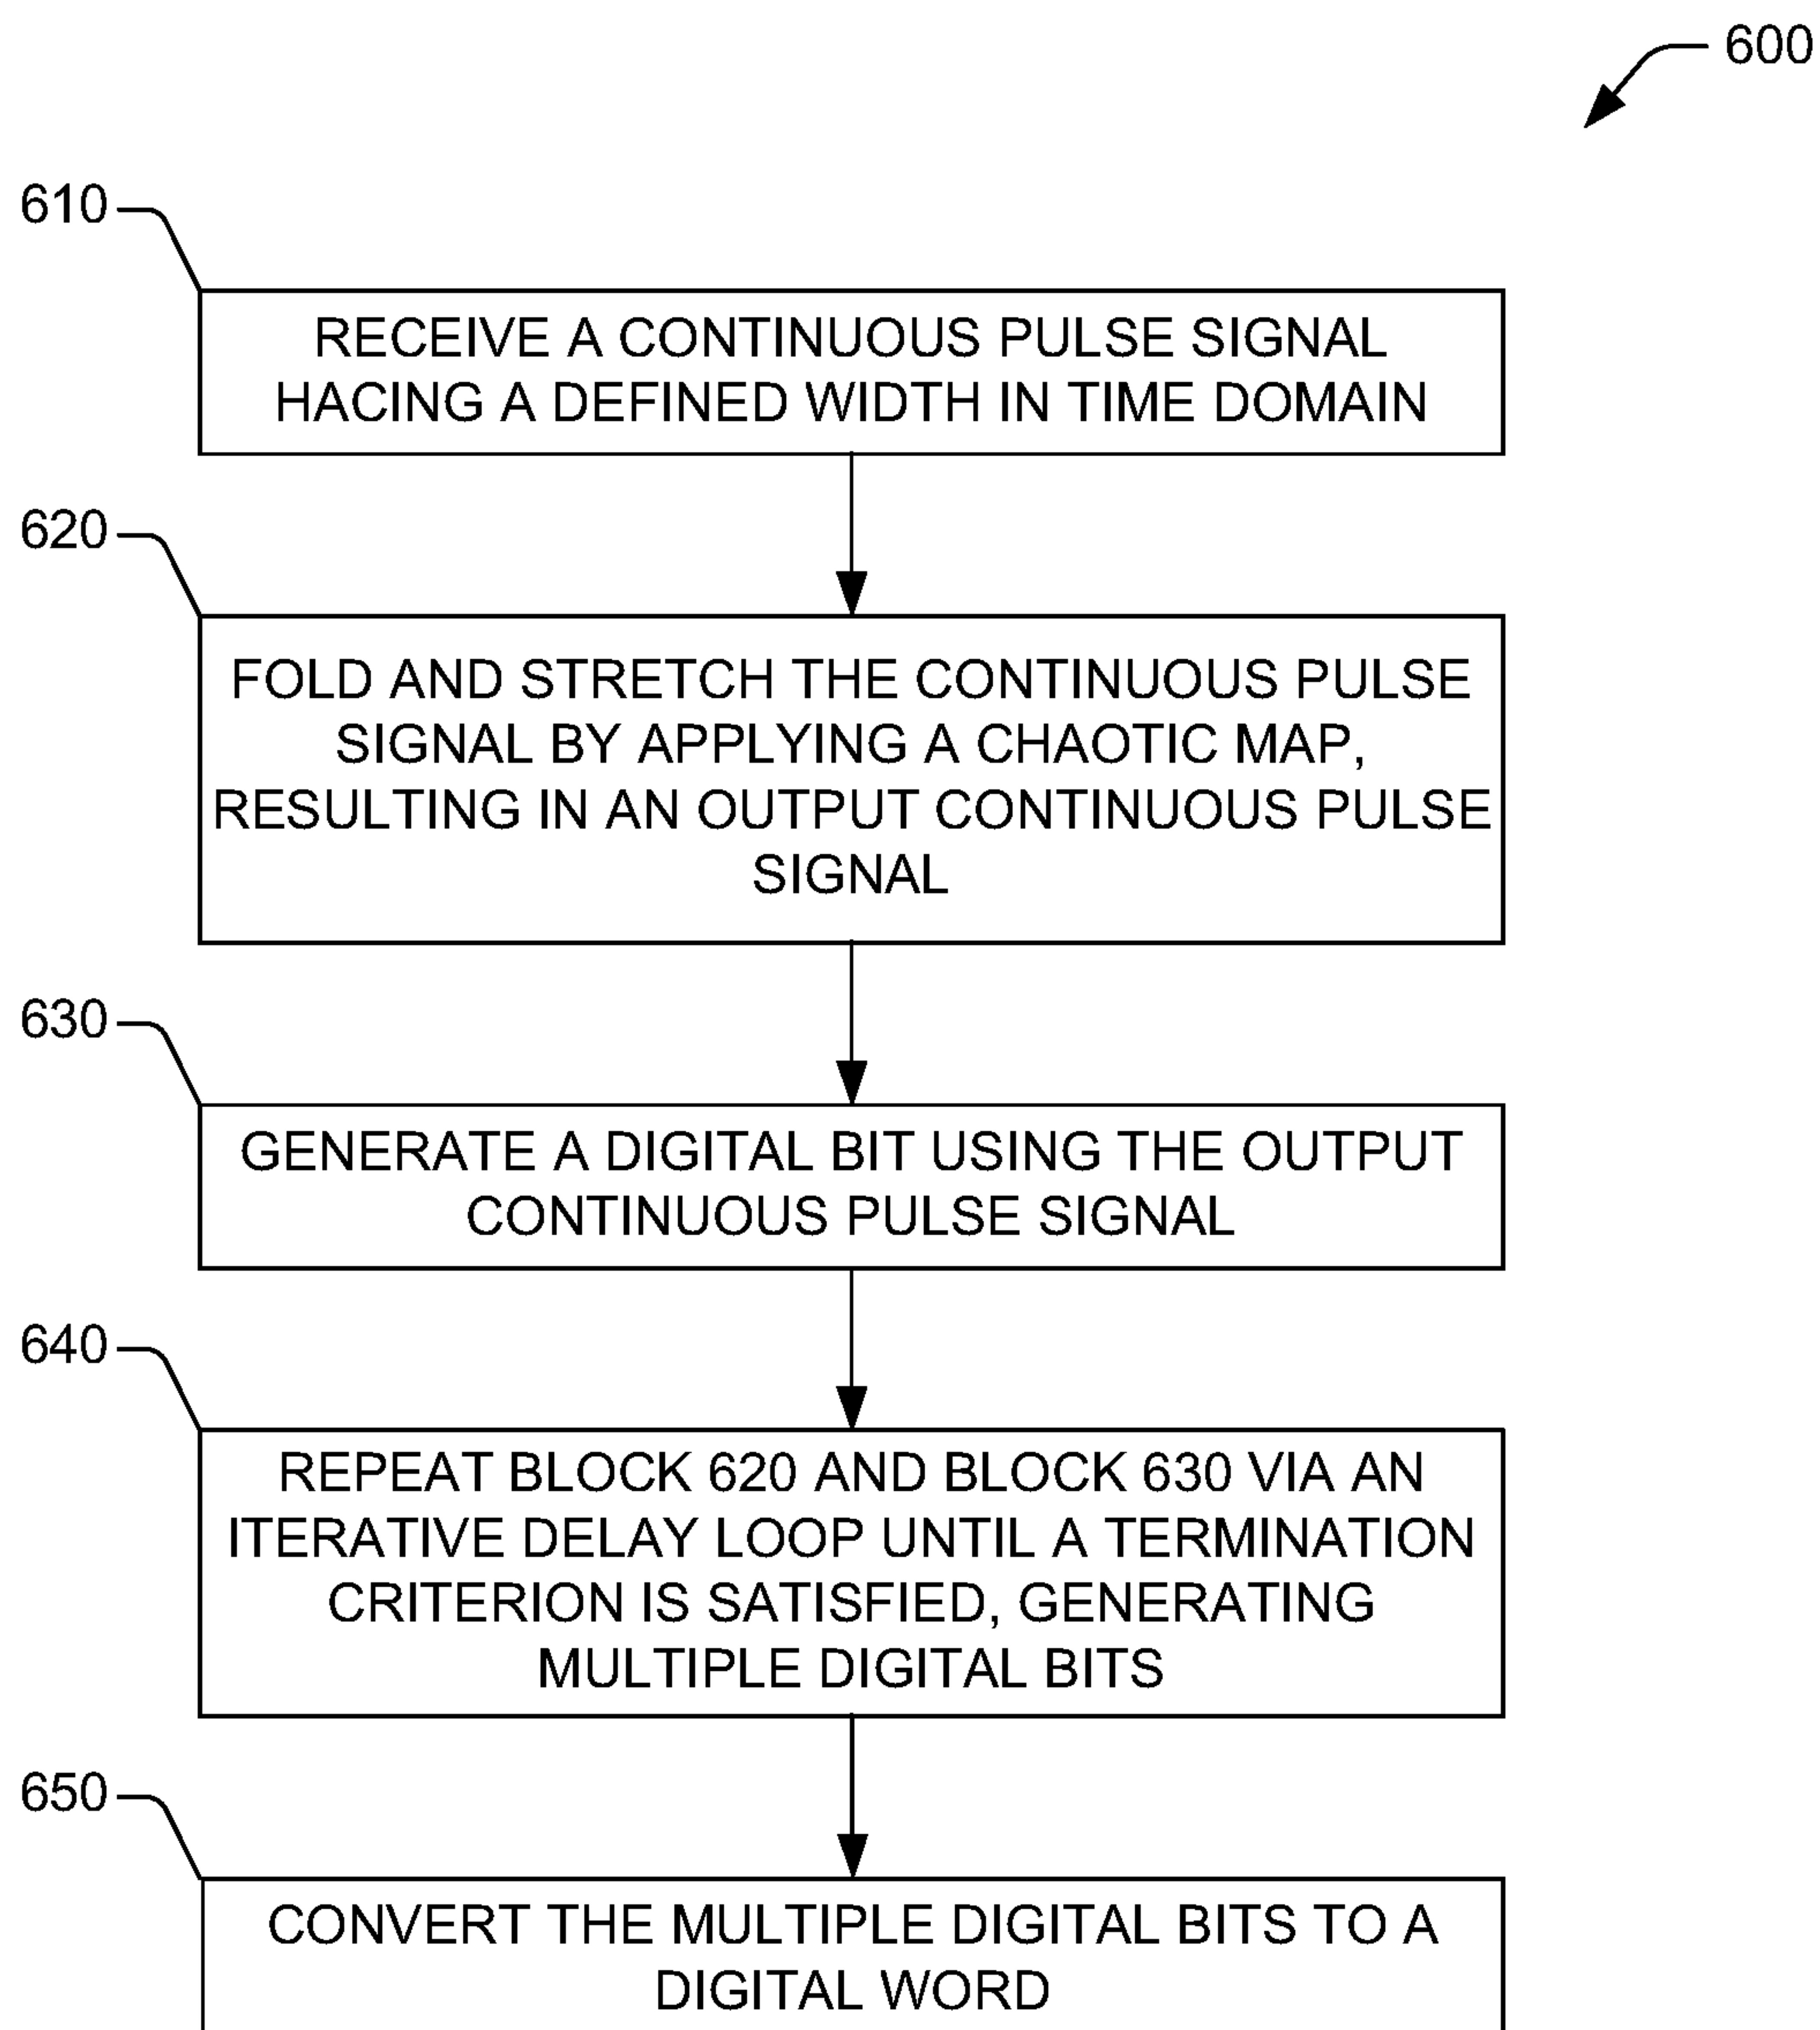 600
610
RECEIVE A CONTINUOUS PULSE SIGNAL
HACING A DEFINED WIDTH IN TIME DOMAIN
620
FOLD AND STRETCH THE CONTINUOUS PULSE
SIGNAL BY APPLYING A CHAOTIC MAP,
RESULTING IN AN OUTPUT CONTINUOUS PULSE
SIGNAL
630
GENERATE A DIGITAL BIT USING THE OUTPUT
CONTINUOUS PULSE SIGNAL
640
REPEAT BLOCK 620 AND BLOCK 630 VIA AN
ITERATIVE DELAY LOOP UNTIL A TERMINATION
CRITERION IS SATISFIED, GENERATING
MULTIPLE DIGITAL BITS
650
CONVERT THE MULTIPLE DIGITAL BITS TO A
DIGITAL WORD